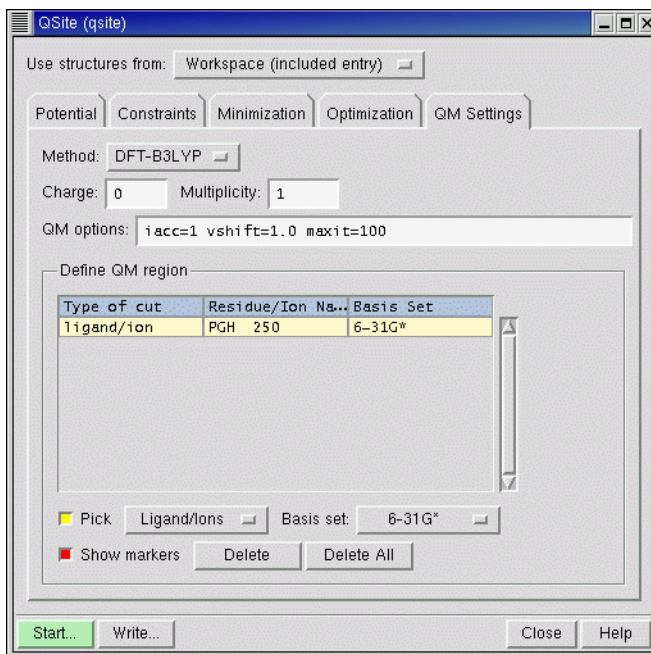 QSite (qsite)
Use structures from: Workspace (included entry)
Potential Constraints Minimization Optimization QM Settings
Method: DFT-B3LYP
Charge: 0 Multiplicity: 1
QM options: iacc=1 vshift=1.0 maxit=100
Define QM region
Type of cut Residue/Ion Na... Basis Set
ligand/ion PGH 250 6-31G*
Pick Ligand/Ions Basis set: 6-31G*
Show markers Delete Delete All
Start... Write... Close Help